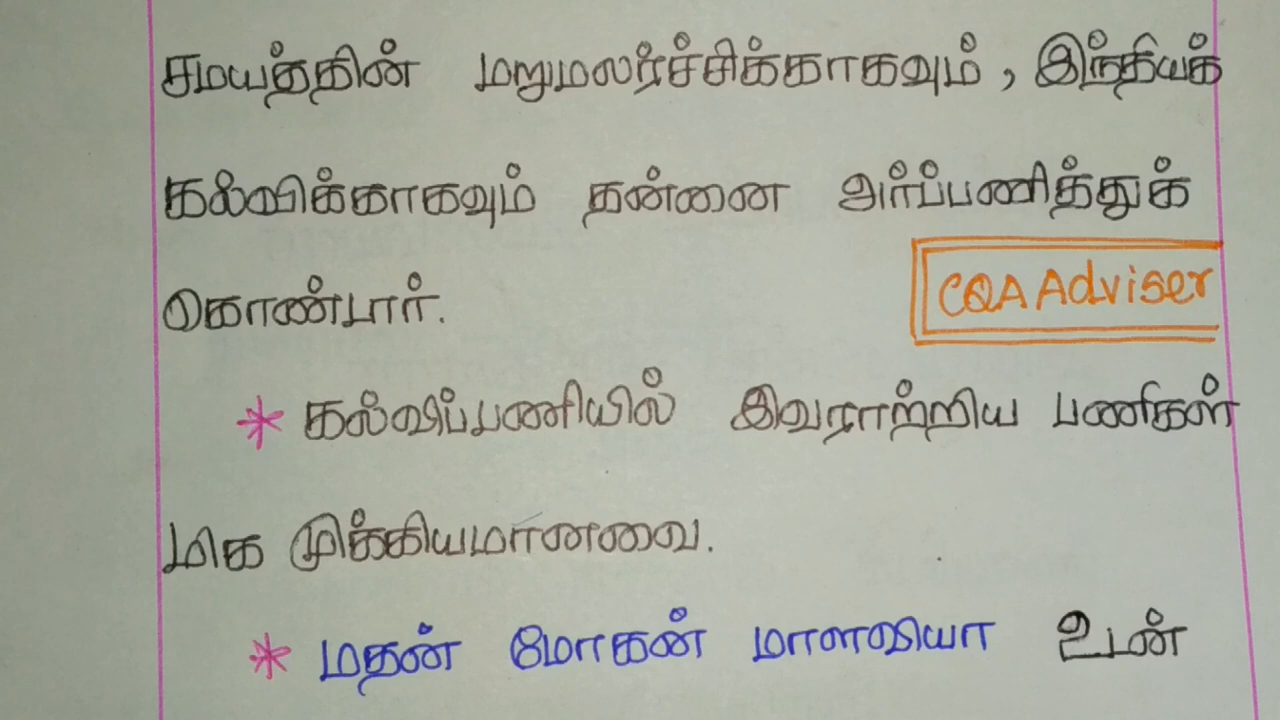 சமயத்தின் மறுமலர்ச்சிக்காகவும், இந்தியக்
கல்விக்காகவும் தன்னை அர்ப்பணித்துக்
கொண்டார்.
CQA Adviser
* கல்விப்பணியில் இவராற்றிய பணிகள்
மிக முக்கியமானவை.
* மதன் மோகன் மாளவியா உடன்